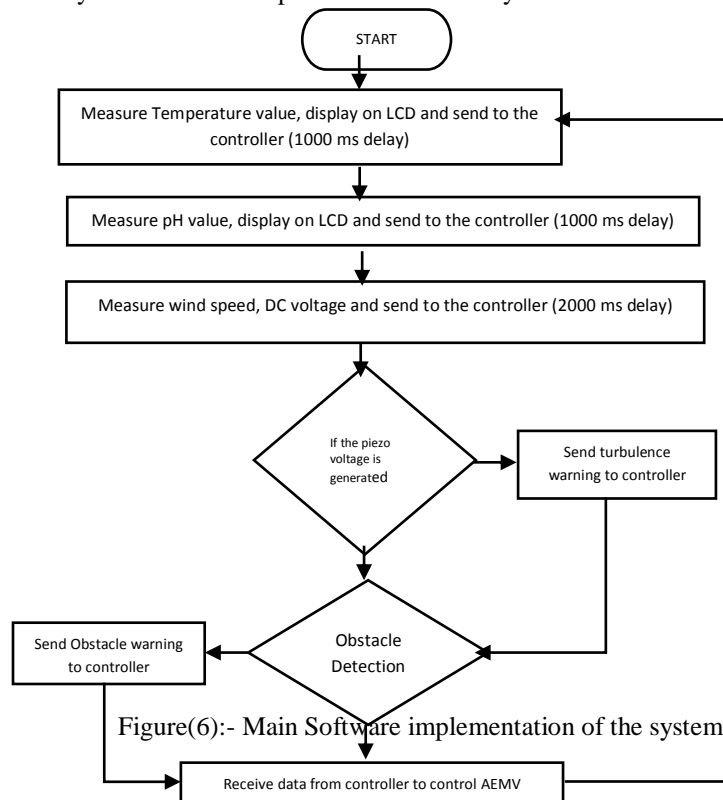 START
Measure Temperature value, display on LCD and send to the
controller (1000 ms delay)
Measure pH value, display on LCD and send to the controller (1000 ms delay)
Measure wind speed, DC voltage and send to the controller (2000 ms delay)
If the piezo
voltage is
generated
Send turbulence
warning to controller
Obstacle
Detection
Send Obstacle warning
to controller
Figure(6):- Main Software implementation of the system
Receive data from controller to control AEMV